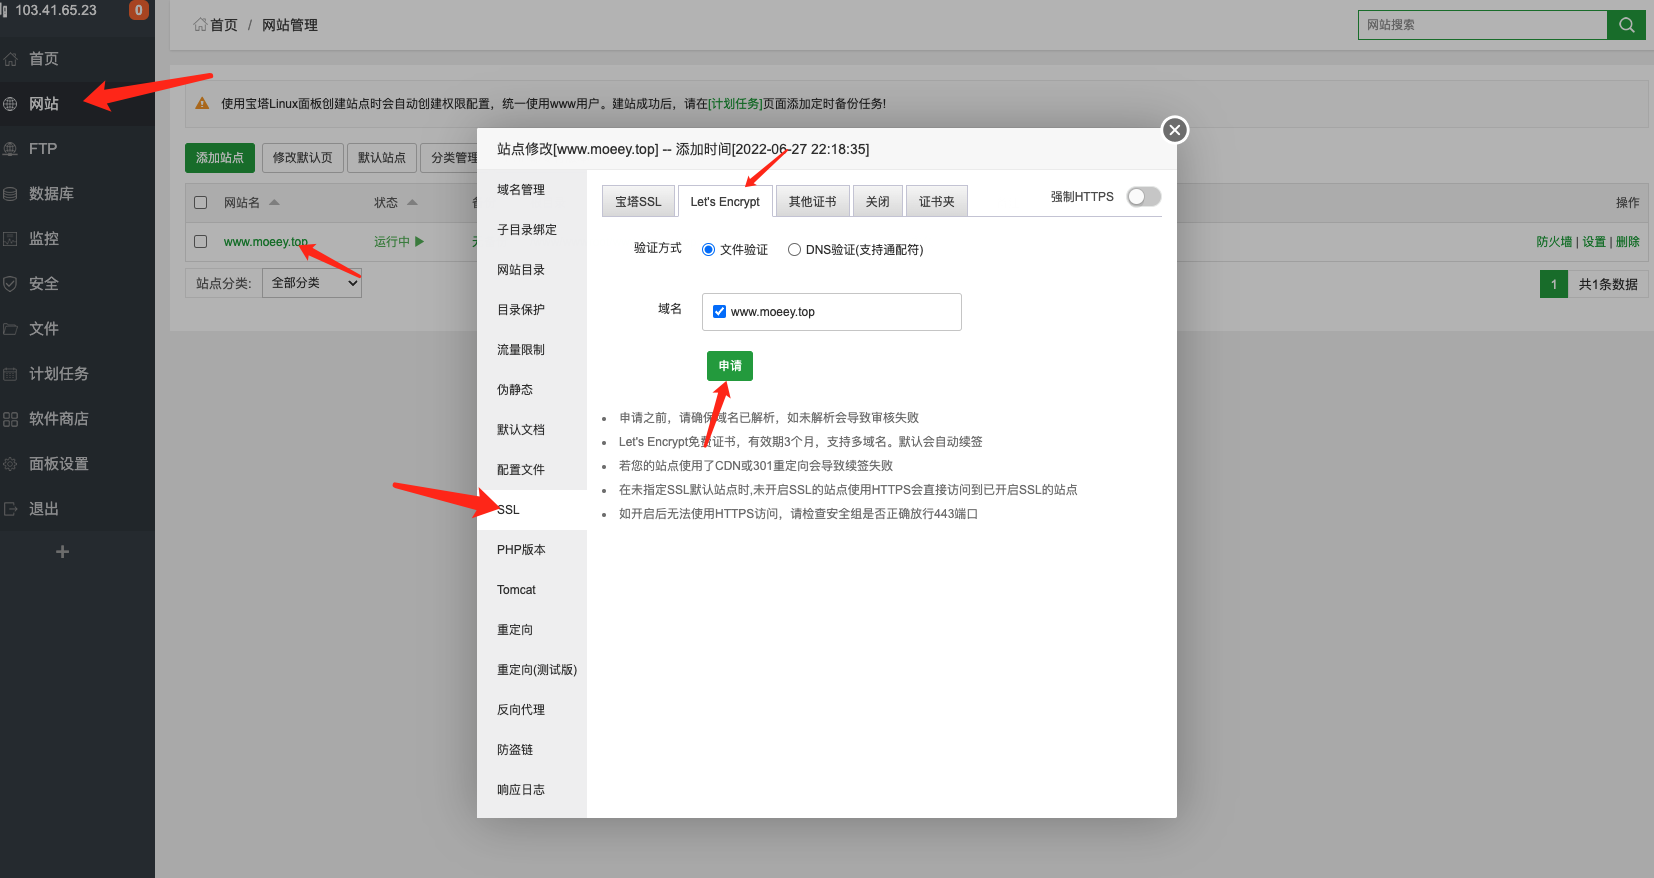 103.41.65.23
0
首页
网站
FTP
数据库
监控
安全
文件
计划任务
软件商店
面板设置
退出
首页 / 网站管理
网站搜索
使用宝塔Linux面板创建站点时会自动创建权限配置，统一使用www用户。建站成功后，请在[计划任务]页面添加定时备份任务!
添加站点 修改默认页 默认站点 分类管理
网站名 状态 操作
www.moeey.top 运行中 防火墙 | 设置 | 删除
站点分类: 全部分类 1 共1条数据
站点修改[www.moeey.top] -- 添加时间[2022-06-27 22:18:35]
域名管理
子目录绑定
网站目录
目录保护
流量限制
伪静态
默认文档
配置文件
SSL
PHP版本
Tomcat
重定向
重定向(测试版)
反向代理
防盗链
响应日志
宝塔SSL Let's Encrypt 其他证书 关闭 证书夹 强制HTTPS
验证方式 文件验证 DNS验证(支持通配符)
域名 www.moeey.top
申请
申请之前，请确保域名已解析，如未解析会导致审核失败
Let's Encrypt免费证书，有效期3个月，支持多域名。默认会自动续签
若您的站点使用了CDN或301重定向会导致续签失败
在未指定SSL默认站点时,未开启SSL的站点使用HTTPS会直接访问到已开启SSL的站点
如开启后无法使用HTTPS访问，请检查安全组是否正确放行443端口